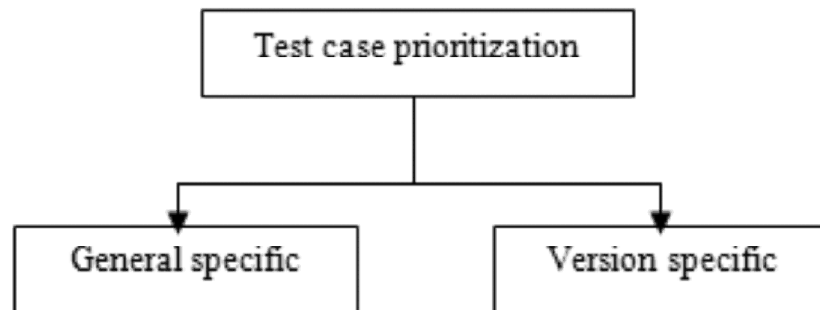 Test case prioritization
General specific
Version specific